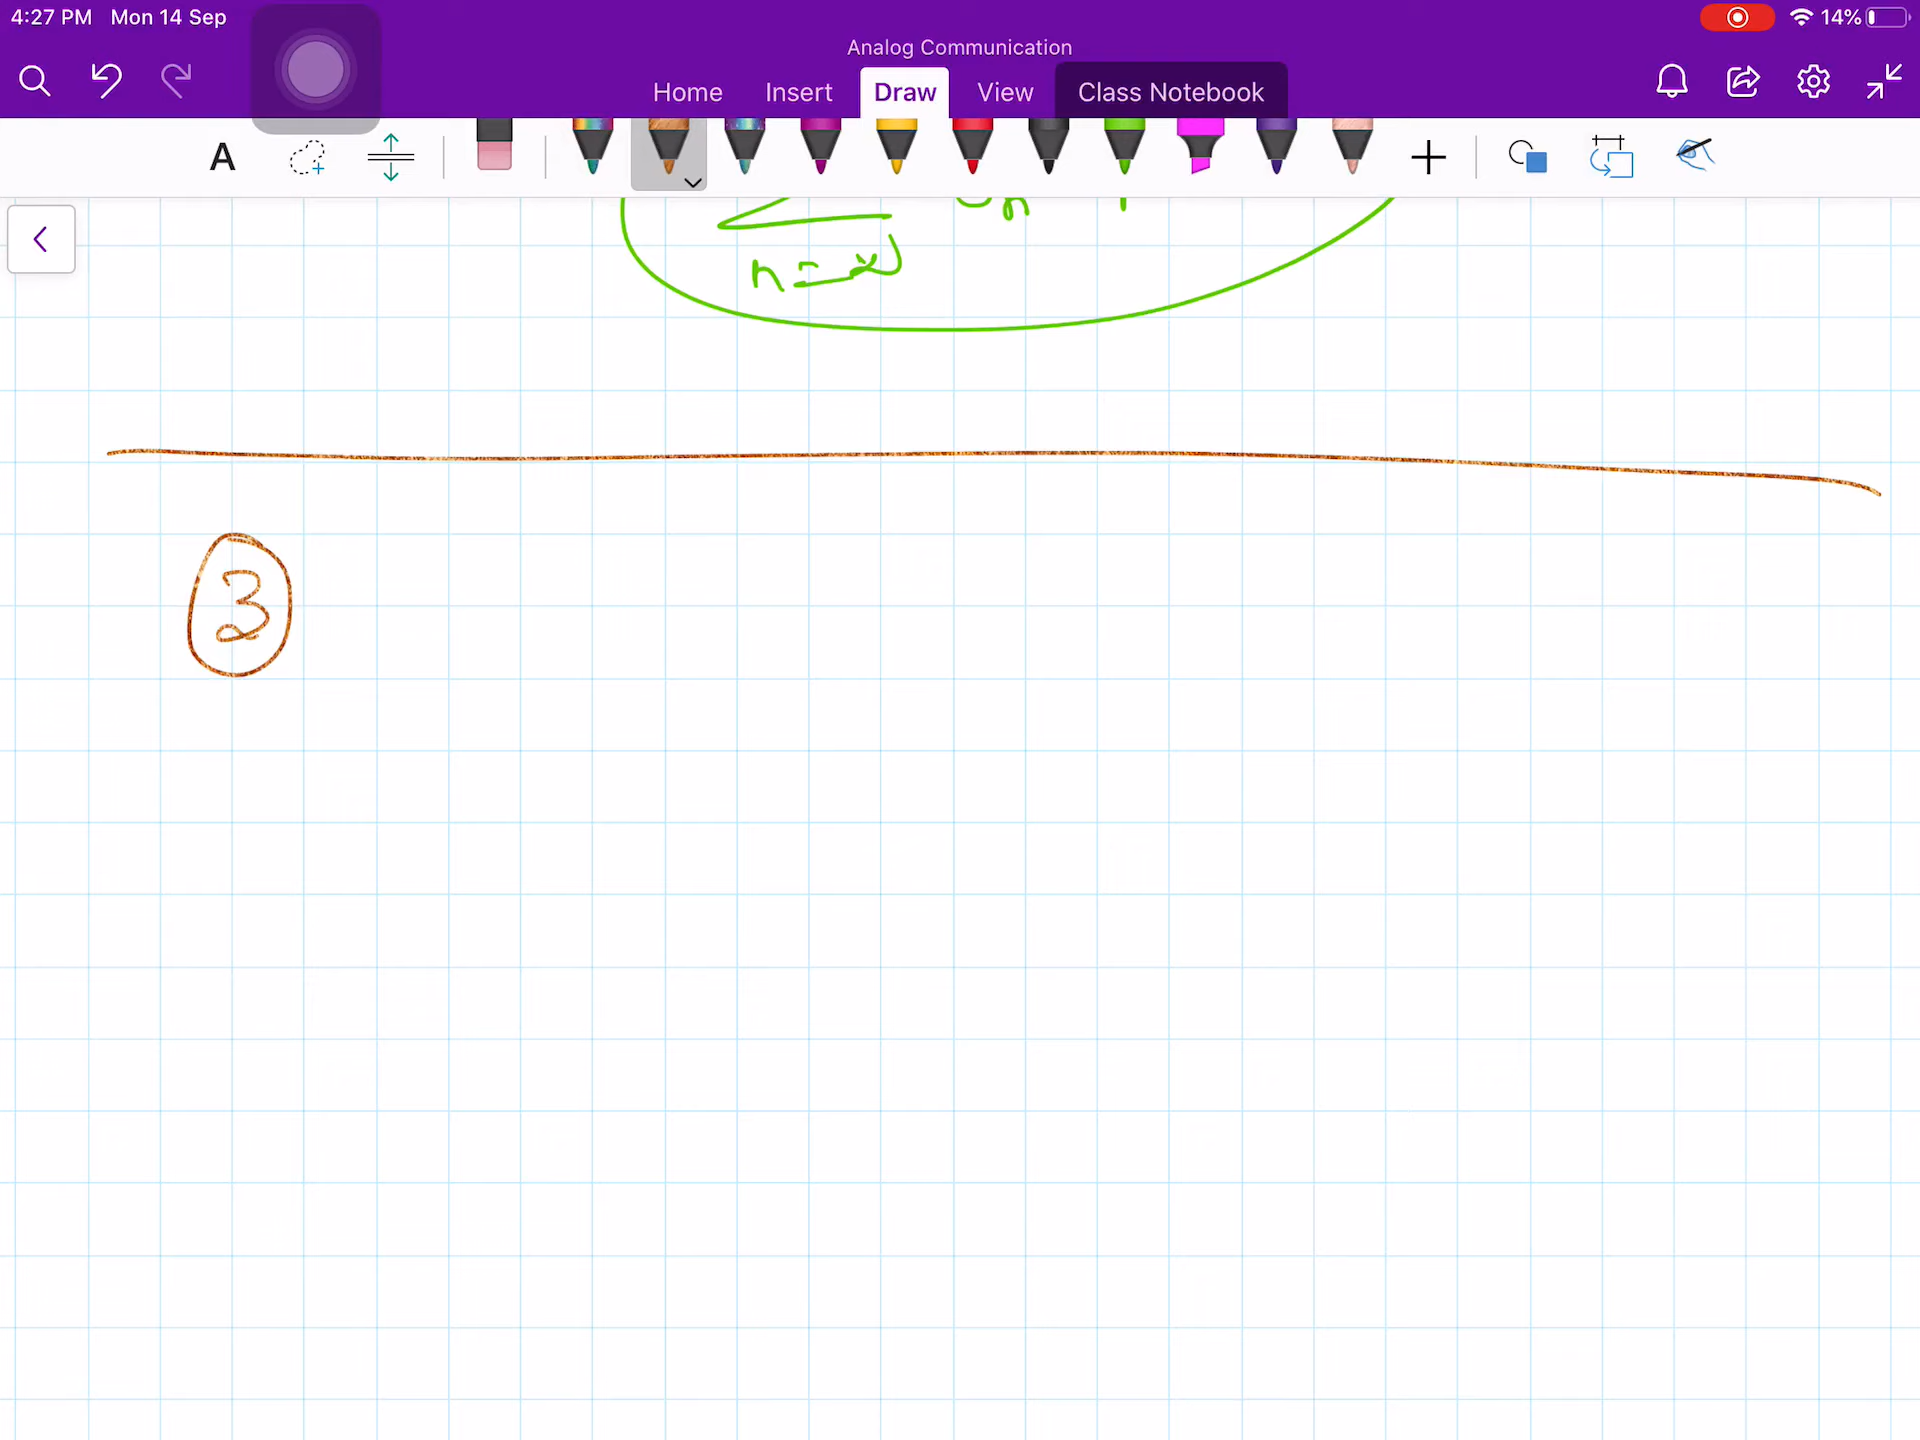 4:27 PM Mon 14 Sep 14%
Analog Communication
Home Insert Draw View Class Notebook
A
n =
3